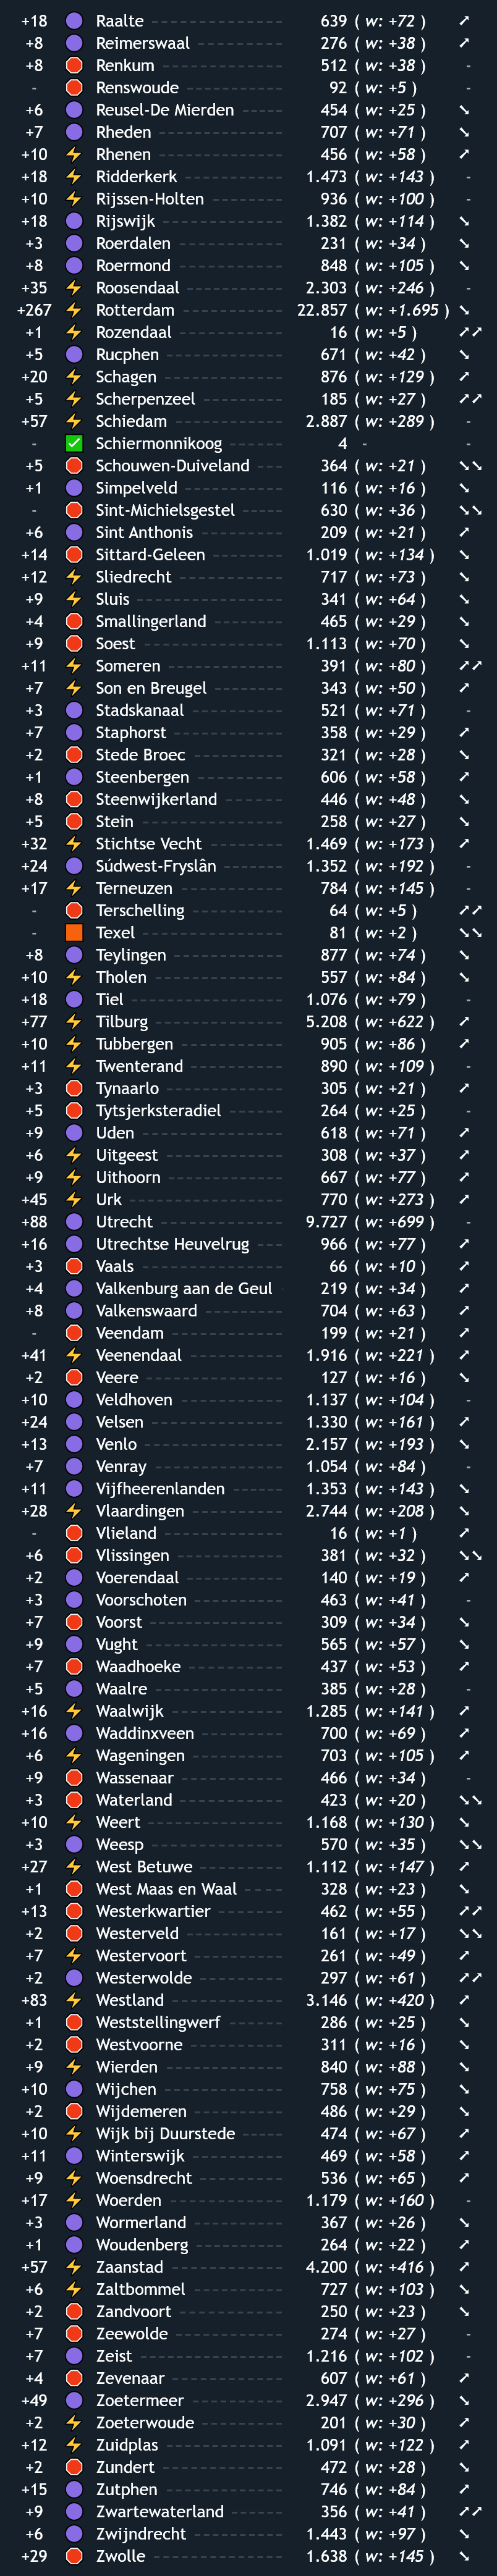 +18 Raalte 639 ( w: +72 )
+8 Reimerswaal 276 ( w: +38 )
+8 Renkum 512 ( w: +38 )
- Renswoude 92 ( w: +5 ) -
+6 Reusel-De Mierden 454 ( w: +25 )
+7 Rheden 707 ( w: +71 )
+10 Rhenen 456 ( w: +58 )
+18 Ridderkerk 1.473 ( w: +143 ) -
+10 Rijssen-Holten 936 ( w: +100 ) -
+18 Rijswijk 1.382 ( w: +114 )
+3 Roerdalen 231 ( w: +34 )
+8 Roermond 848 ( w: +105 )
+35 Roosendaal 2.303 ( w: +246 ) -
+267 Rotterdam 22.857 ( w: +1.695 )
+1 Rozendaal 16 ( w: +5 )
+5 Rucphen 671 ( w: +42 )
+20 Schagen 876 ( w: +129 )
+5 Scherpenzeel 185 ( w: +27 )
+57 Schiedam 2.887 ( w: +289 ) -
- Schiermonnikoog 4 - -
+5 Schouwen-Duiveland 364 ( w: +21 )
+1 Simpelveld 116 ( w: +16 )
- Sint-Michielsgestel 630 ( w: +36 )
+6 Sint Anthonis 209 ( w: +21 )
+14 Sittard-Geleen 1.019 ( w: +134 )
+12 Sliedrecht 717 ( w: +73 )
+9 Sluis 341 ( w: +64 )
+4 Smallingerland 465 ( w: +29 )
+9 Soest 1.113 ( w: +70 )
+11 Someren 391 ( w: +80 )
+7 Son en Breugel 343 ( w: +50 )
+3 Stadskanaal 521 ( w: +71 ) -
+7 Staphorst 358 ( w: +29 )
+2 Stede Broec 321 ( w: +28 )
+1 Steenbergen 606 ( w: +58 )
+8 Steenwijkerland 446 ( w: +48 )
+5 Stein 258 ( w: +27 )
+32 Stichtse Vecht 1.469 ( w: +173 )
+24 Súdwest-Fryslân 1.352 ( w: +192 ) -
+17 Terneuzen 784 ( w: +145 ) -
- Terschelling 64 ( w: +5 )
- Texel 81 ( w: +2 )
+8 Teylingen 877 ( w: +74 )
+10 Tholen 557 ( w: +84 )
+18 Tiel 1.076 ( w: +79 ) -
+77 Tilburg 5.208 ( w: +622 )
+10 Tubbergen 905 ( w: +86 )
+11 Twenterand 890 ( w: +109 ) -
+3 Tynaarlo 305 ( w: +21 )
+5 Tytsjerksteradiel 264 ( w: +25 ) -
+9 Uden 618 ( w: +71 )
+6 Uitgeest 308 ( w: +37 )
+9 Uithoorn 667 ( w: +77 )
+45 Urk 770 ( w: +273 )
+88 Utrecht 9.727 ( w: +699 ) -
+16 Utrechtse Heuvelrug 966 ( w: +77 )
+3 Vaals 66 ( w: +10 )
+4 Valkenburg aan de Geul 219 ( w: +34 )
+8 Valkenswaard 704 ( w: +63 )
- Veendam 199 ( w: +21 )
+41 Veenendaal 1.916 ( w: +221 )
+2 Veere 127 ( w: +16 )
+10 Veldhoven 1.137 ( w: +104 ) -
+24 Velsen 1.330 ( w: +161 )
+13 Venlo 2.157 ( w: +193 )
+7 Venray 1.054 ( w: +84 ) -
+11 Vijfheerenlanden 1.353 ( w: +143 )
+28 Vlaardingen 2.744 ( w: +208 )
- Vlieland 16 ( w: +1 )
+6 Vlissingen 381 ( w: +32 )
+2 Voerendaal 140 ( w: +19 )
+3 Voorschoten 463 ( w: +41 ) -
+7 Voorst 309 ( w: +34 )
+9 Vught 565 ( w: +57 )
+7 Waadhoeke 437 ( w: +53 )
+5 Waalre 385 ( w: +28 ) -
+16 Waalwijk 1.285 ( w: +141 )
+16 Waddinxveen 700 ( w: +69 )
+6 Wageningen 703 ( w: +105 )
+9 Wassenaar 466 ( w: +34 ) -
+3 Waterland 423 ( w: +20 )
+10 Weert 1.168 ( w: +130 )
+3 Weesp 570 ( w: +35 )
+27 West Betuwe 1.112 ( w: +147 )
+1 West Maas en Waal 328 ( w: +23 )
+13 Westerkwartier 462 ( w: +55 )
+2 Westerveld 161 ( w: +17 )
+7 Westervoort 261 ( w: +49 )
+2 Westerwolde 297 ( w: +61 )
+83 Westland 3.146 ( w: +420 )
+1 Weststellingwerf 286 ( w: +25 )
+2 Westvoorne 311 ( w: +16 )
+9 Wierden 840 ( w: +88 )
+10 Wijchen 758 ( w: +75 )
+2 Wijdemeren 486 ( w: +29 )
+10 Wijk bij Duurstede 474 ( w: +67 )
+11 Winterswijk 469 ( w: +58 )
+9 Woensdrecht 536 ( w: +65 )
+17 Woerden 1.179 ( w: +160 ) -
+3 Wormerland 367 ( w: +26 )
+1 Woudenberg 264 ( w: +22 )
+57 Zaanstad 4.200 ( w: +416 )
+6 Zaltbommel 727 ( w: +103 )
+2 Zandvoort 250 ( w: +23 )
+7 Zeewolde 274 ( w: +27 ) -
+7 Zeist 1.216 ( w: +102 ) -
+4 Zevenaar 607 ( w: +61 )
+49 Zoetermeer 2.947 ( w: +296 )
+2 Zoeterwoude 201 ( w: +30 )
+12 Zuidplas 1.091 ( w: +122 )
+2 Zundert 472 ( w: +28 )
+15 Zutphen 746 ( w: +84 )
+9 Zwartewaterland 356 ( w: +41 )
+6 Zwijndrecht 1.443 ( w: +97 )
+29 Zwolle 1.638 ( w: +145 )